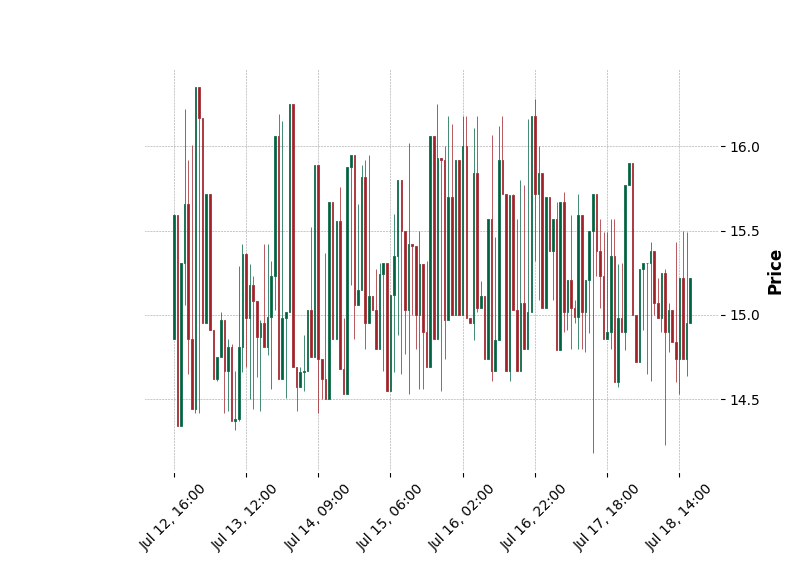 16.0
15.5
15.0
14.5
Price
Jul 12, 16:00
Jul 13, 12:00
Jul 14, 09:00
Jul 15, 06:00
Jul 16, 02:00
Jul 16, 22:00
Jul 17, 18:00
Jul 18, 14:00